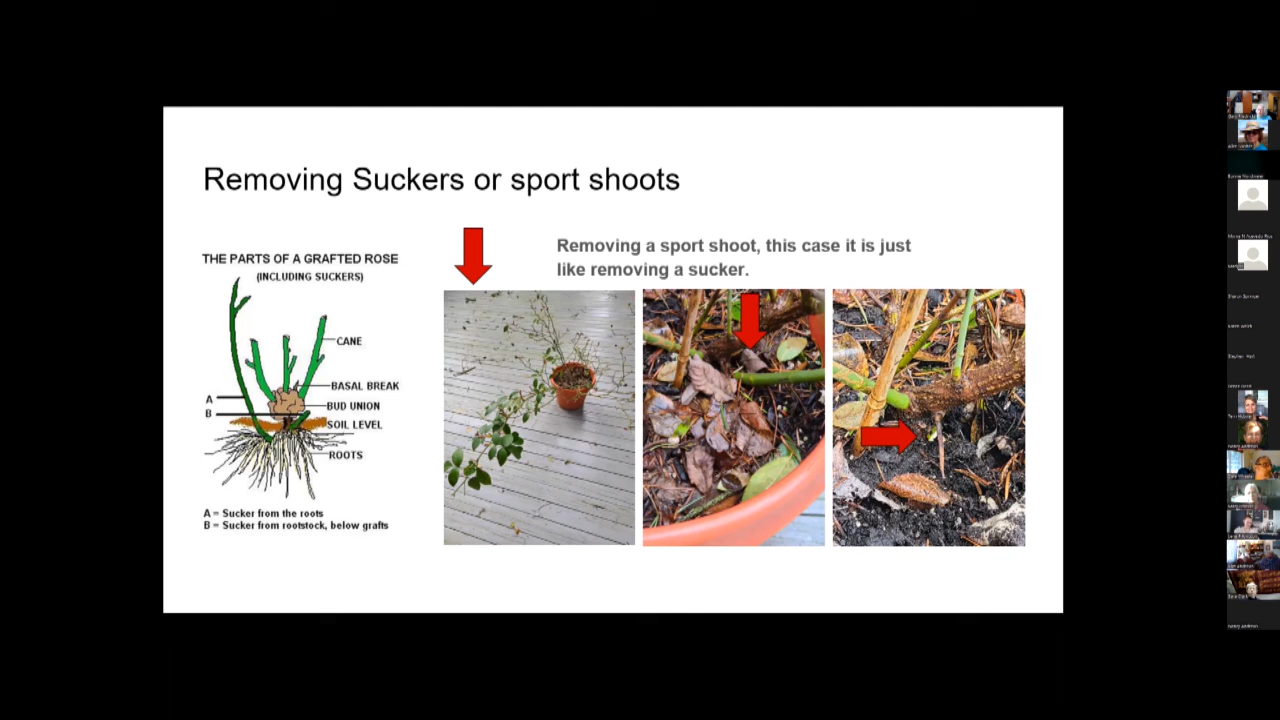 Removing Suckers or sport shoots
Removing a sport shoot, this case it is just
like removing a sucker.
THE PARTS OF A GRAFTED ROSE
(INCLUDING SUCKERS)
CANE
BASAL BREAK
A
B
BUD UNION
SOIL LEVEL
ROOTS
A = Sucker from the roots
B = Sucker from rootstock, below grafts